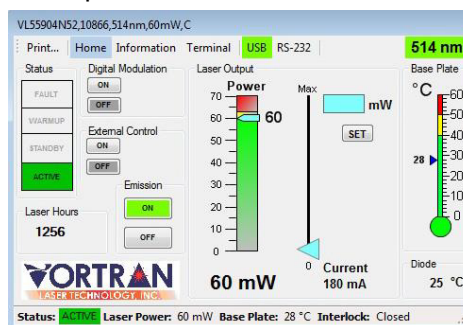 VL55904N52,10866,514nm,60mW,C
Print... Home Information Terminal USB RS-232 514 nm
Status
FAULT
WARMUP
STANDBY
ACTIVE
Digital Modulation
ON
OFF
External Control
ON
OFF
Emission
ON
OFF
Laser Hours
1256
VORTRAN
LASER TECHNOLOGY, INC.
Laser Output
Power
70
60
50
40
30
20
10
0
60
60 mW
Max
mW
SET
0
Current
180 mA
Base Plate
°C
60
50
40
30
20
10
0
28
Diode
25 °C
Status: ACTIVE Laser Power: 60 mW Base Plate: 28 °C Interlock: Closed